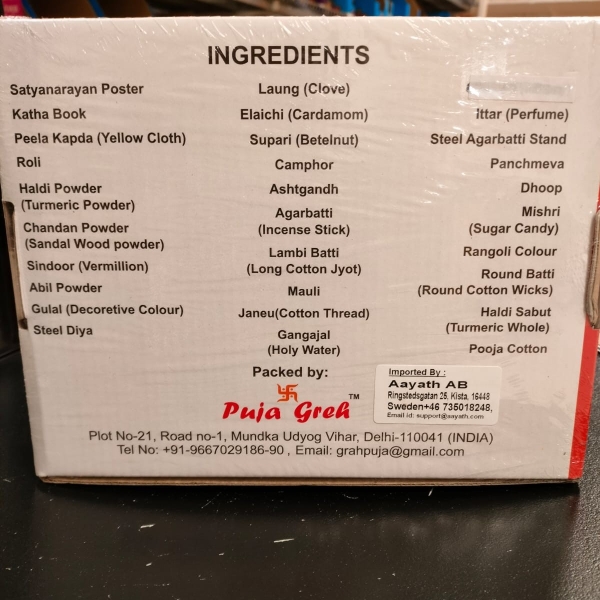 INGREDIENTS
Satyanarayan Poster
Katha Book
Peela Kapda (Yellow Cloth)
Roli
Haldi Powder
(Turmeric Powder)
Chandan Powder
(Sandal Wood powder)
Sindoor (Vermillion)
Abil Powder
Gulal (Decoretive Colour)
Steel Diya
Laung (Clove)
Elaichi (Cardamom)
Supari (Betelnut)
Camphor
Ashtgandh
Agarbatti
(Incense Stick)
Lambi Batti
(Long Cotton Jyot)
Mauli
Janeu(Cotton Thread)
Gangajal
(Holy Water)
Ittar (Perfume)
Steel Agarbatti Stand
Panchmeva
Dhoop
Mishri
(Sugar Candy)
Rangoli Colour
Round Batti
(Round Cotton Wicks)
Haldi Sabut
(Turmeric Whole)
Pooja Cotton
Packed by:
Puja Greh™
Imported By :
Aayath AB
Ringstedsgatan 25, Kista, 16448
Sweden+46 735018248,
Email id: support@aayath.com
Plot No-21, Road no-1, Mundka Udyog Vihar, Delhi-110041 (INDIA)
Tel No: +91-9667029186-90 , Email: grahpuja@gmail.com